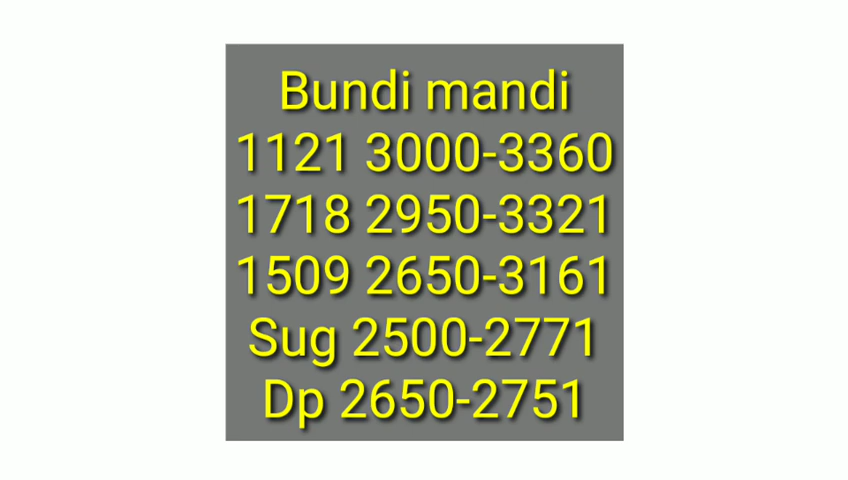 Bundi mandi
1121 3000-3360
1718 2950-3321
1509 2650-3161
Sug 2500-2771
Dp 2650-2751